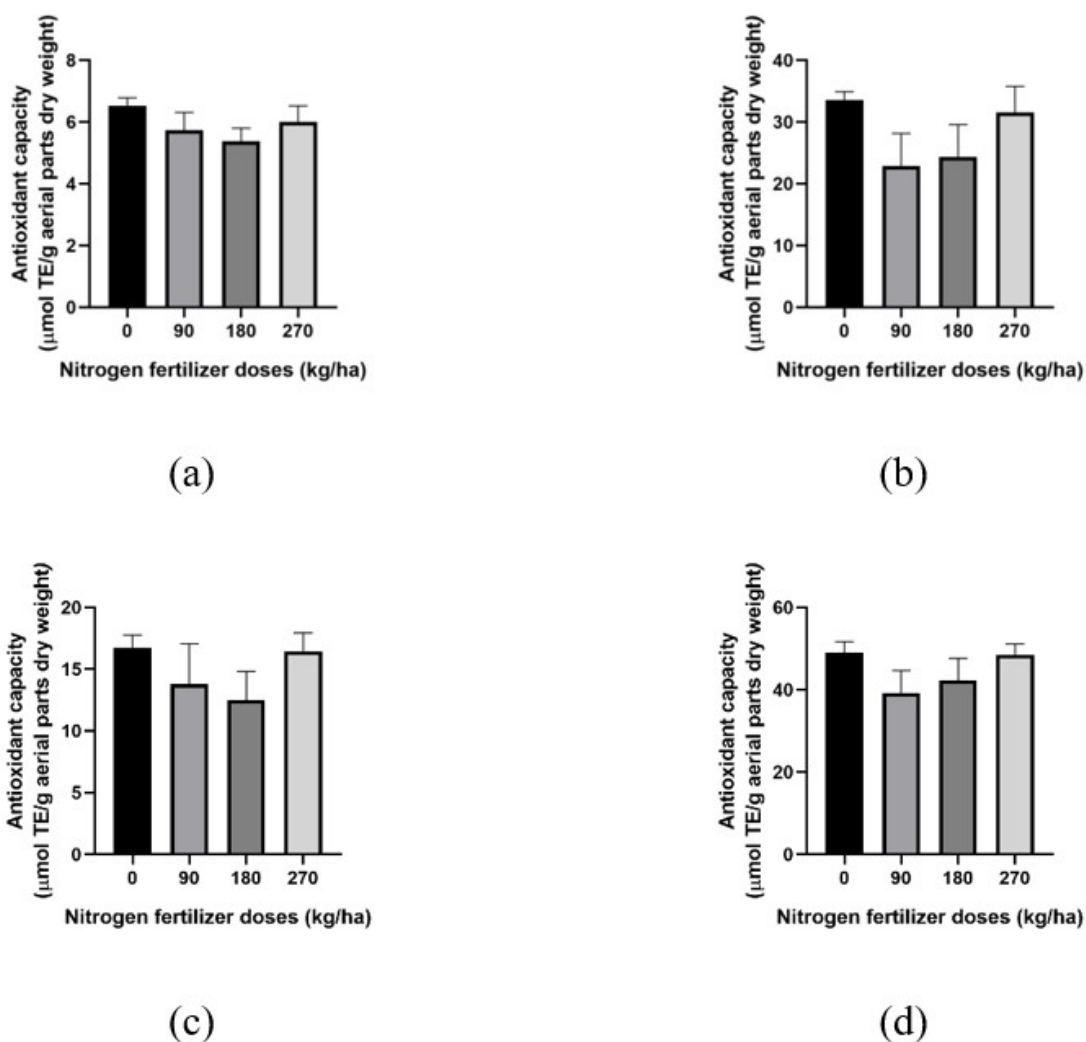 Antioxidant capacity
(μmol TE/g aerial parts dry weight)
8
6
4
2
0
0 90 180 270
Nitrogen fertilizer doses (kg/ha)
(a)
Antioxidant capacity
(μmol TE/g aerial parts dry weight)
40
30
20
10
0
0 90 180 270
Nitrogen fertilizer doses (kg/ha)
(b)
Antioxidant capacity
(μmol TE/g aerial parts dry weight)
20
15
10
5
0
0 90 180 270
Nitrogen fertilizer doses (kg/ha)
(c)
Antioxidant capacity
(μmol TE/g aerial parts dry weight)
60
40
20
0
0 90 180 270
Nitrogen fertilizer doses (kg/ha)
(d)